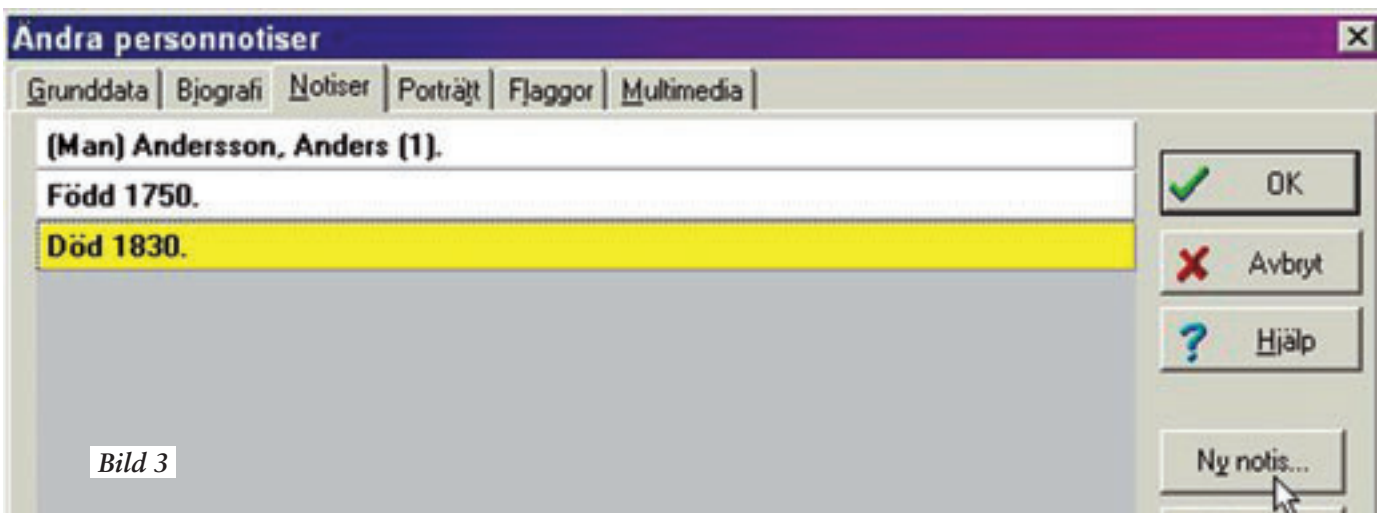 Ändra personnotiser
Grunddata Biografi Notiser Porträtt Flaggor Multimedia
(Man) Andersson, Anders (1).
Född 1750.
Död 1830.
OK
Avbryt
Hjälp
Ny notis...
Bild 3